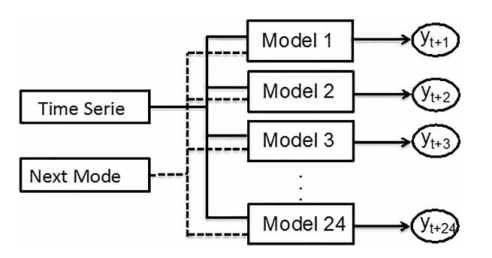 Model 1
y_{t+1}
Model 2
y_{t+2}
Time Serie
Model 3
y_{t+3}
Next Mode
Model 24
y_{t+24}